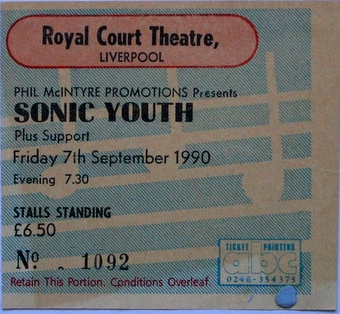 Royal Court Theatre,
LIVERPOOL
PHIL McINTYRE PROMOTIONS Presents
SONIC YOUTH
Plus Support
Friday 7th September 1990
Evening 7.30
STALLS STANDING
£6.50
Nº 1092
TICKET PRINTERS
abc
0246-354375
Retain This Portion. Conditions Overleaf.